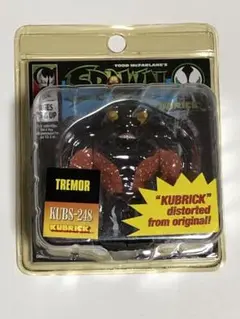 TODD McFARLANE'S
SPAWN
TREMOR
KUBS-248
KUBRICK
"KUBRICK"
distorted
from original!!